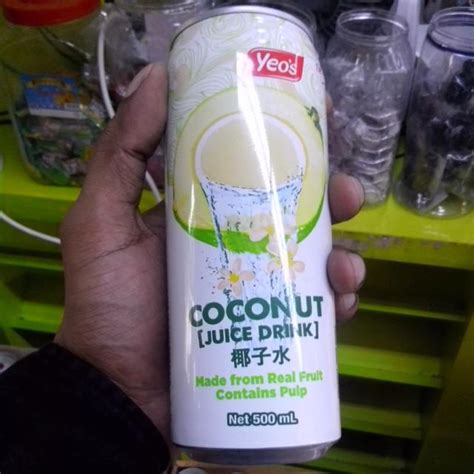 Yeo's
COCONUT
[JUICE DRINK]
椰子水
Made from Real Fruit
Contains Pulp
Net 500 mL